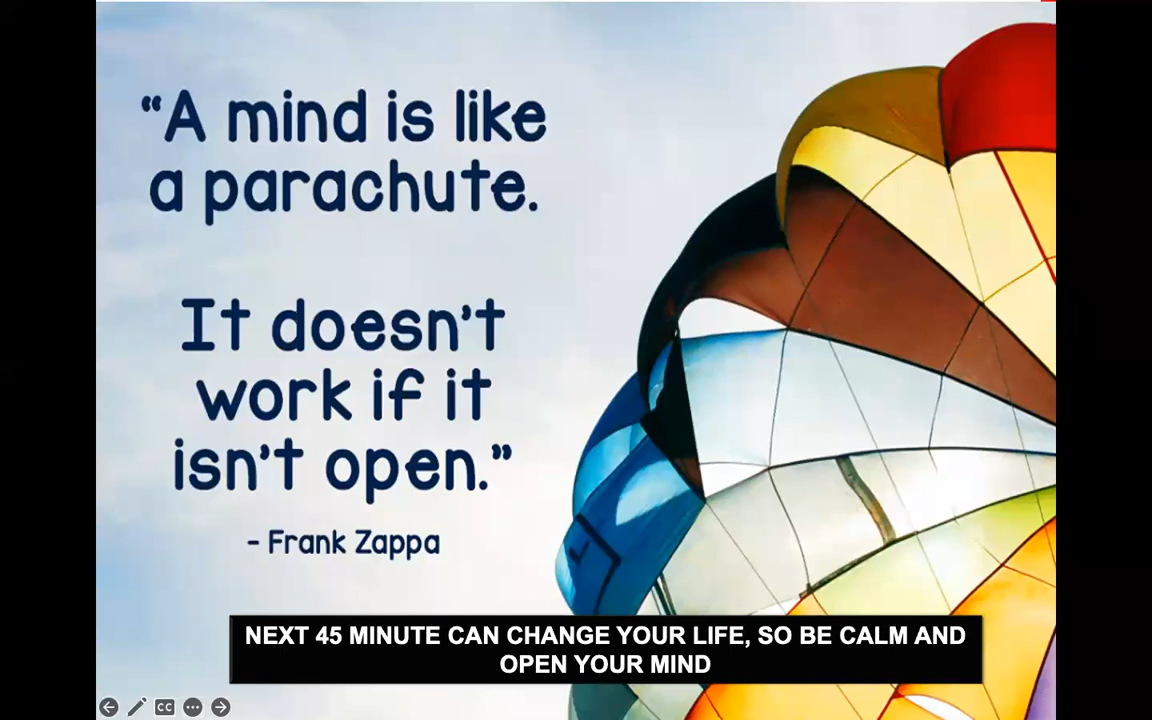 “A mind is like
a parachute.
It doesn’t
work if it
isn’t open.”
- Frank Zappa
NEXT 45 MINUTE CAN CHANGE YOUR LIFE, SO BE CALM AND
OPEN YOUR MIND
CC